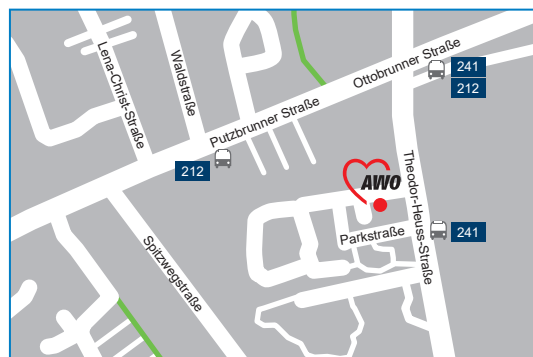 Lena-Christ-Straße
Waldstraße
Putzbrunner Straße
Ottobrunner Straße
241
212
212
AWO
Theodor-Heuss-Straße
Parkstraße
241
Spitzwegstraße